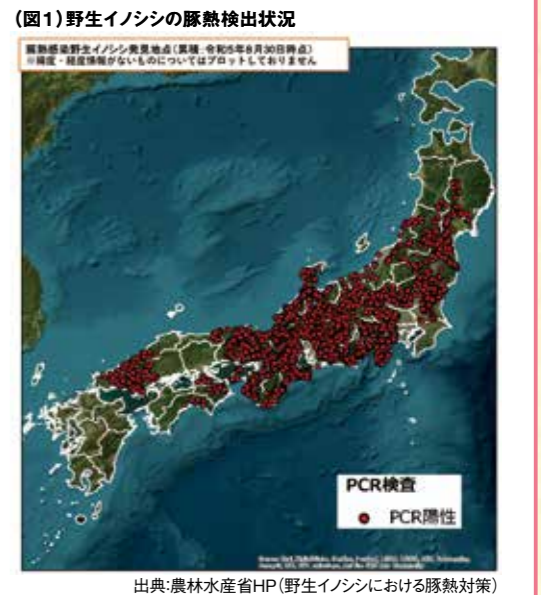 (図1)野生イノシシの豚熱検出状況
豚熱感染野生イノシシ発見地点(累積:令和5年8月30日時点)
※緯度・経度情報がないものについてはプロットしておりません
PCR検査
PCR陽性
出典:農林水産省HP(野生イノシシにおける豚熱対策)